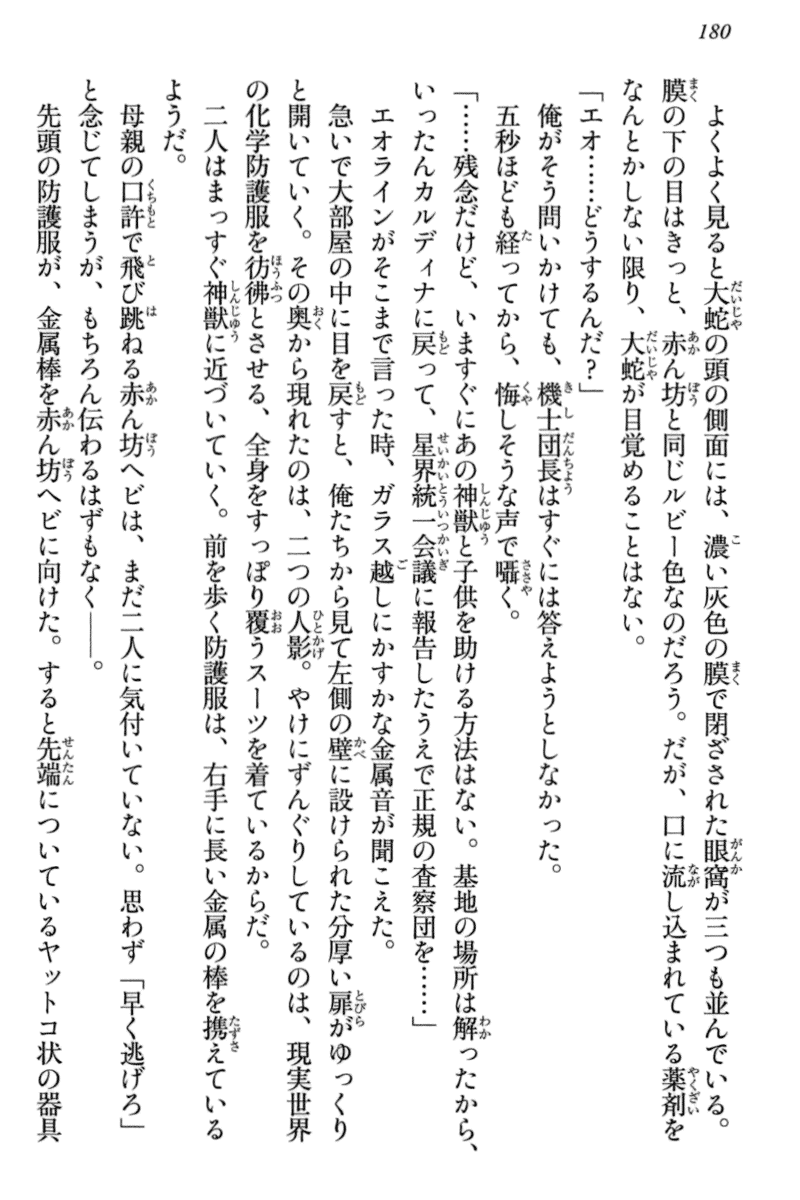 180
よくよく見ると大蛇の頭の側面には、濃い灰色の膜で閉ざされた眼窩が三つも並んでいる。
膜の下の目はきっと、赤ん坊と同じルビー色なのだろう。だが、口に流し込まれている薬剤を
なんとかしない限り、大蛇が目覚めることはない。
「エオ……どうするんだ？」
俺がそう問いかけても、機士団長はすぐには答えようとしなかった。
五秒ほども経ってから、悔しそうな声で囁く。
「……残念だけど、いますぐにあの神獣と子供を助ける方法はない。基地の場所は解ったから、
いったんカルディナに戻って、星界統一会議に報告したうえで正規の査察団を……」
エオラインがそこまで言った時、ガラス越しにかすかな金属音が聞こえた。
急いで大部屋の中に目を戻すと、俺たちから見て左側の壁に設けられた分厚い扉がゆっくり
と開いていく。その奥から現れたのは、二つの人影。やけにずんぐりしているのは、現実世界
の化学防護服を彷彿とさせる、全身をすっぽり覆うスーツを着ているからだ。
二人はまっすぐ神獣に近づいていく。前を歩く防護服は、右手に長い金属の棒を携えている
ようだ。
母親の口許で飛び跳ねる赤ん坊ヘビは、まだ二人に気付いていない。思わず「早く逃げろ」
と念じてしまうが、もちろん伝わるはずもなく――。
先頭の防護服が、金属棒を赤ん坊ヘビに向けた。すると先端についているヤットコ状の器具